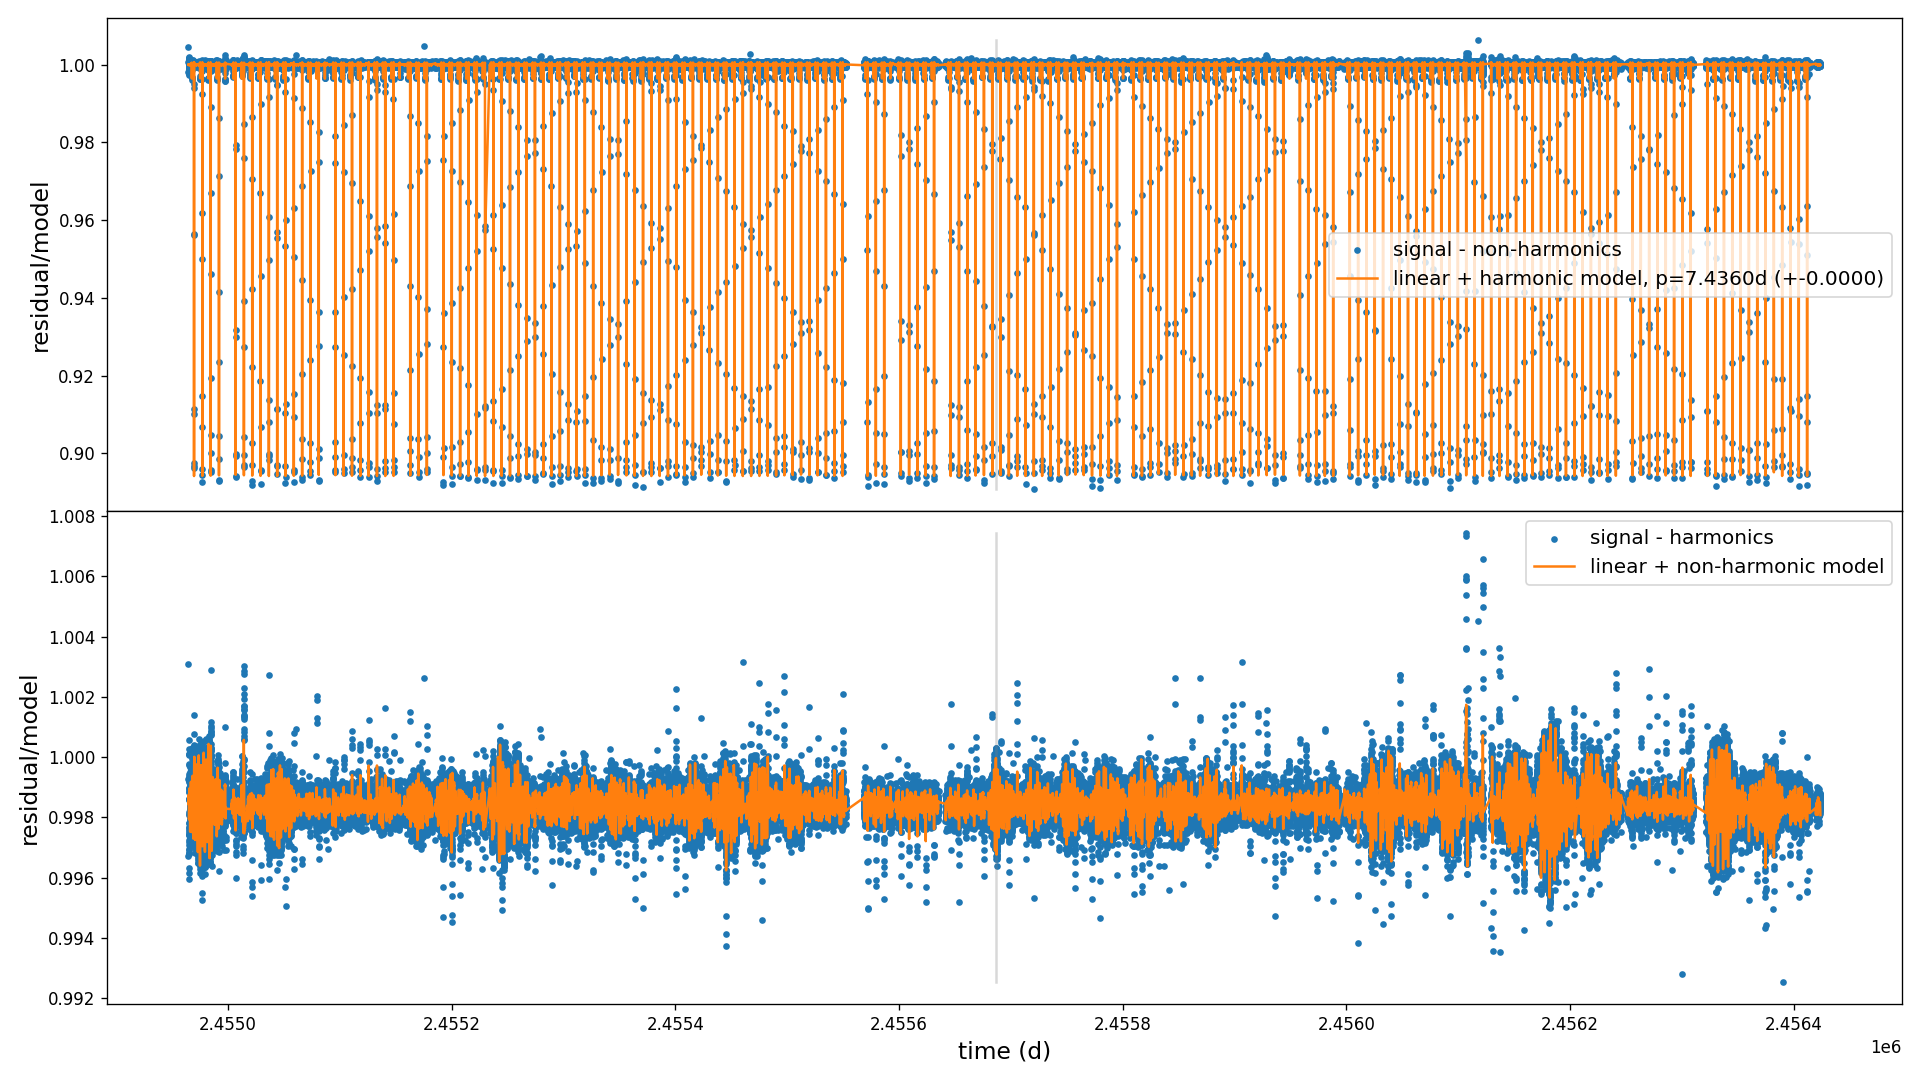 1.00
0.98
0.96
0.94
0.92
0.90
residual/model
signal - non-harmonics
linear + harmonic model, p=7.4360d (+-0.0000)
1.008
1.006
1.004
1.002
1.000
0.998
0.996
0.994
0.992
residual/model
signal - harmonics
linear + non-harmonic model
2.4550 2.4552 2.4554 2.4556 2.4558 2.4560 2.4562 2.4564
time (d)
1e6